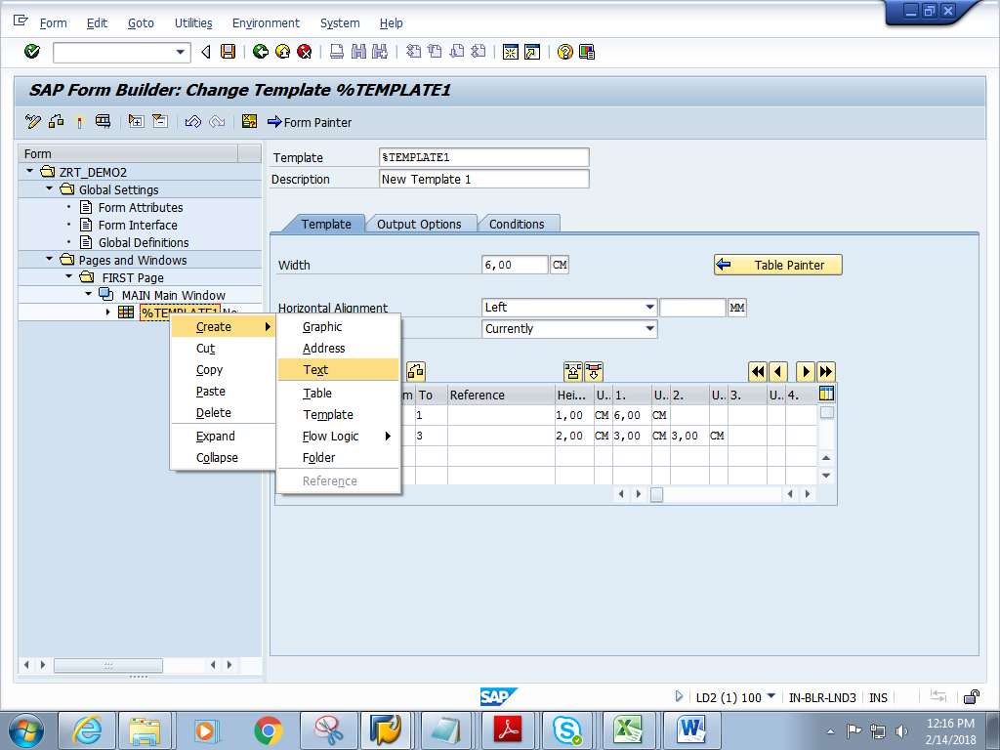 Form Edit Goto Utilities Environment System Help
SAP Form Builder: Change Template %TEMPLATE1
Form Painter
Form
ZRT_DEMO2
Global Settings
Form Attributes
Form Interface
Global Definitions
Pages and Windows
FIRST Page
MAIN Main Window
%TEMPLATE1 Ne
Template %TEMPLATE1
Description New Template 1
Template Output Options Conditions
Width 6,00 CM
Table Painter
Horizontal Alignment Left MM
Currently
Create
Cut
Copy
Paste
Delete
Expand
Collapse
Graphic
Address
Text
Table
Template
Flow Logic
Folder
Reference
m To Reference Hei... U.. 1. U.. 2. U.. 3. U.. 4.
1 1,00 CM 6,00 CM
3 2,00 CM 3,00 CM 3,00 CM
SAP
LD2 (1) 100 IN-BLR-LND3 INS
12:16 PM
2/14/2018